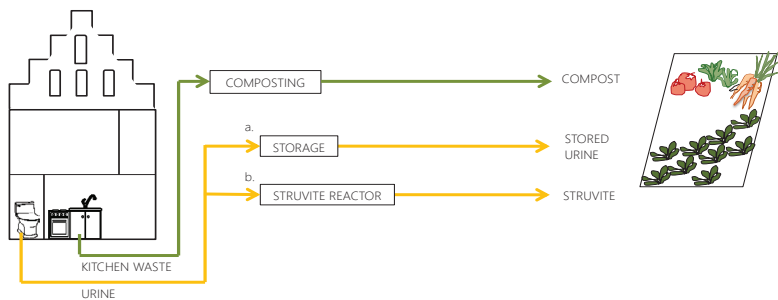 COMPOSTING
COMPOST
a.
STORAGE
STORED
URINE
b.
STRUVITE REACTOR
STRUVITE
KITCHEN WASTE
URINE